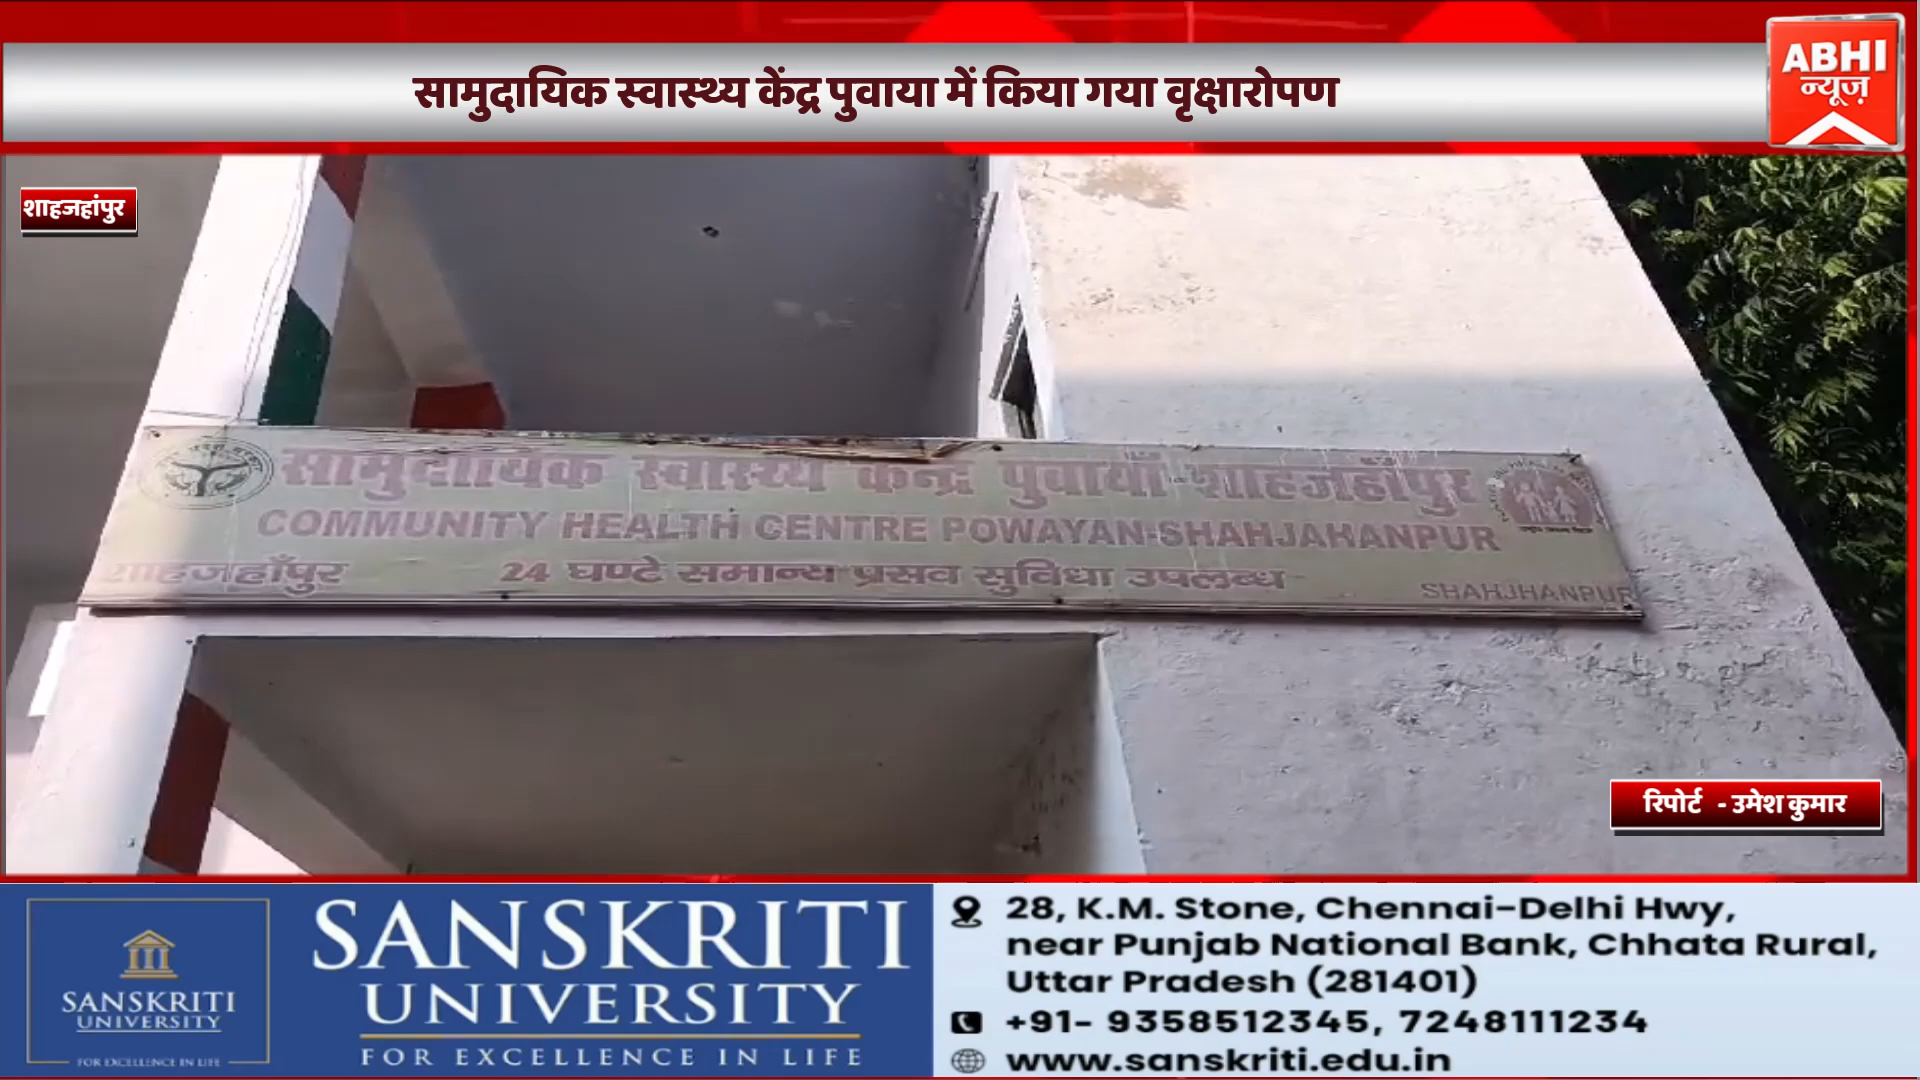 सामुदायिक स्वास्थ्य केंद्र पुवाया में किया गया वृक्षारोपण
ABHI
न्यूज़
शाहजहांपुर
सामुदायिक स्वास्थ्य केन्द्र पुवायाँ-शाहजहाँपुर
COMMUNITY HEALTH CENTRE POWAYAN-SHAHJAHANPUR
शाहजहाँपुर 24 घण्टे समान्य प्रसव सुविधा उपलब्ध SHAHJHANPUR
रिपोर्ट - उमेश कुमार
SANSKRITI
UNIVERSITY
FOR EXCELLENCE IN LIFE
SANSKRITI
UNIVERSITY
FOR EXCELLENCE IN LIFE
28, K.M. Stone, Chennai-Delhi Hwy,
near Punjab National Bank, Chhata Rural,
Uttar Pradesh (281401)
+91- 9358512345, 7248111234
www.sanskriti.edu.in